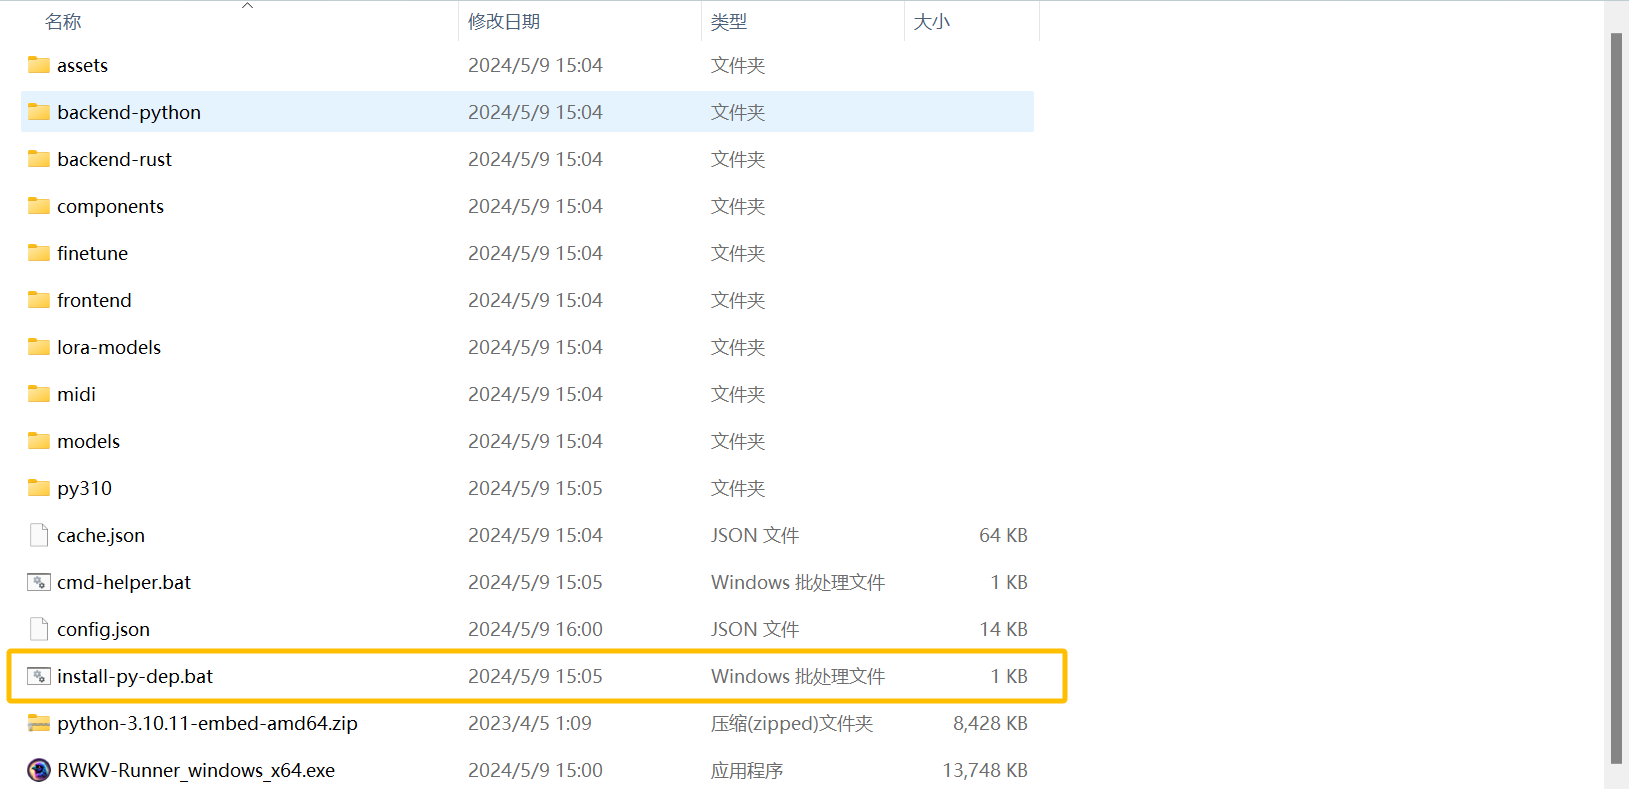 名称 修改日期 类型 大小
assets 2024/5/9 15:04 文件夹
backend-python 2024/5/9 15:04 文件夹
backend-rust 2024/5/9 15:04 文件夹
components 2024/5/9 15:04 文件夹
finetune 2024/5/9 15:04 文件夹
frontend 2024/5/9 15:04 文件夹
lora-models 2024/5/9 15:04 文件夹
midi 2024/5/9 15:04 文件夹
models 2024/5/9 15:04 文件夹
py310 2024/5/9 15:05 文件夹
cache.json 2024/5/9 15:04 JSON 文件 64 KB
cmd-helper.bat 2024/5/9 15:05 Windows 批处理文件 1 KB
config.json 2024/5/9 16:00 JSON 文件 14 KB
install-py-dep.bat 2024/5/9 15:05 Windows 批处理文件 1 KB
python-3.10.11-embed-amd64.zip 2023/4/5 1:09 压缩(zipped)文件夹 8,428 KB
RWKV-Runner_windows_x64.exe 2024/5/9 15:00 应用程序 13,748 KB